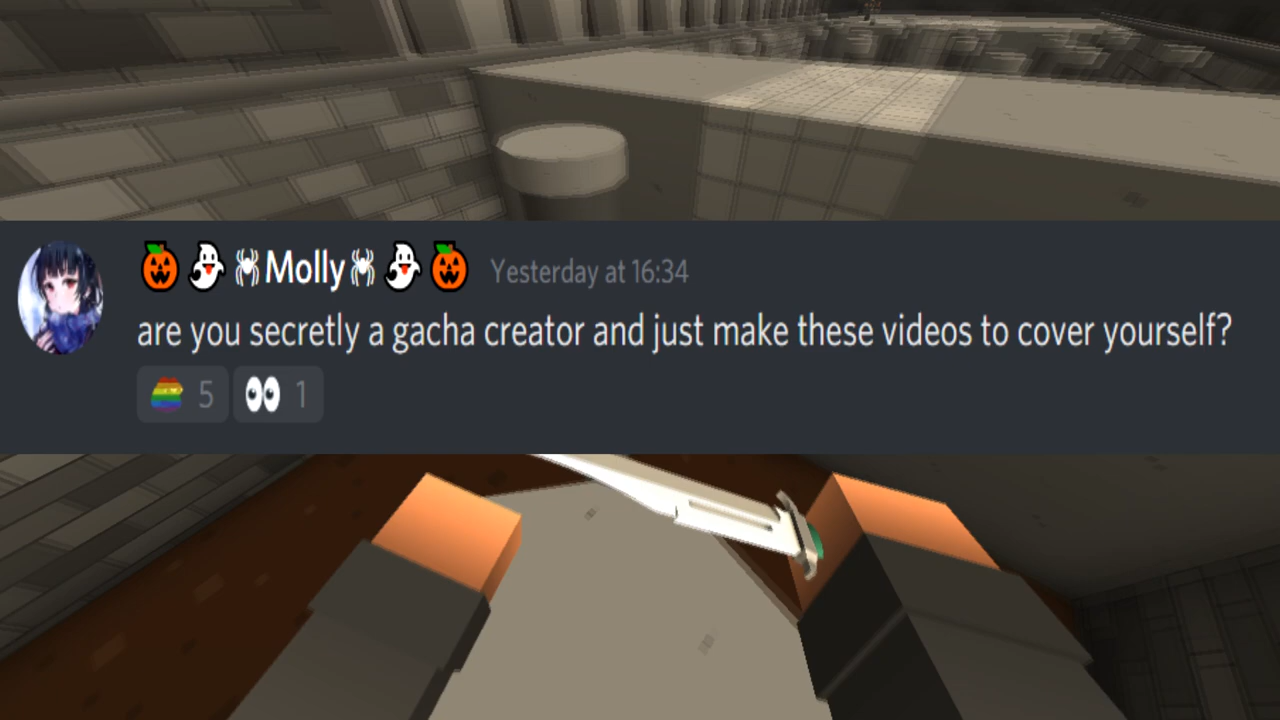 🎃👻🕷Molly🕷👻🎃 Yesterday at 16:34
are you secretly a gacha creator and just make these videos to cover yourself?
5 👀 1